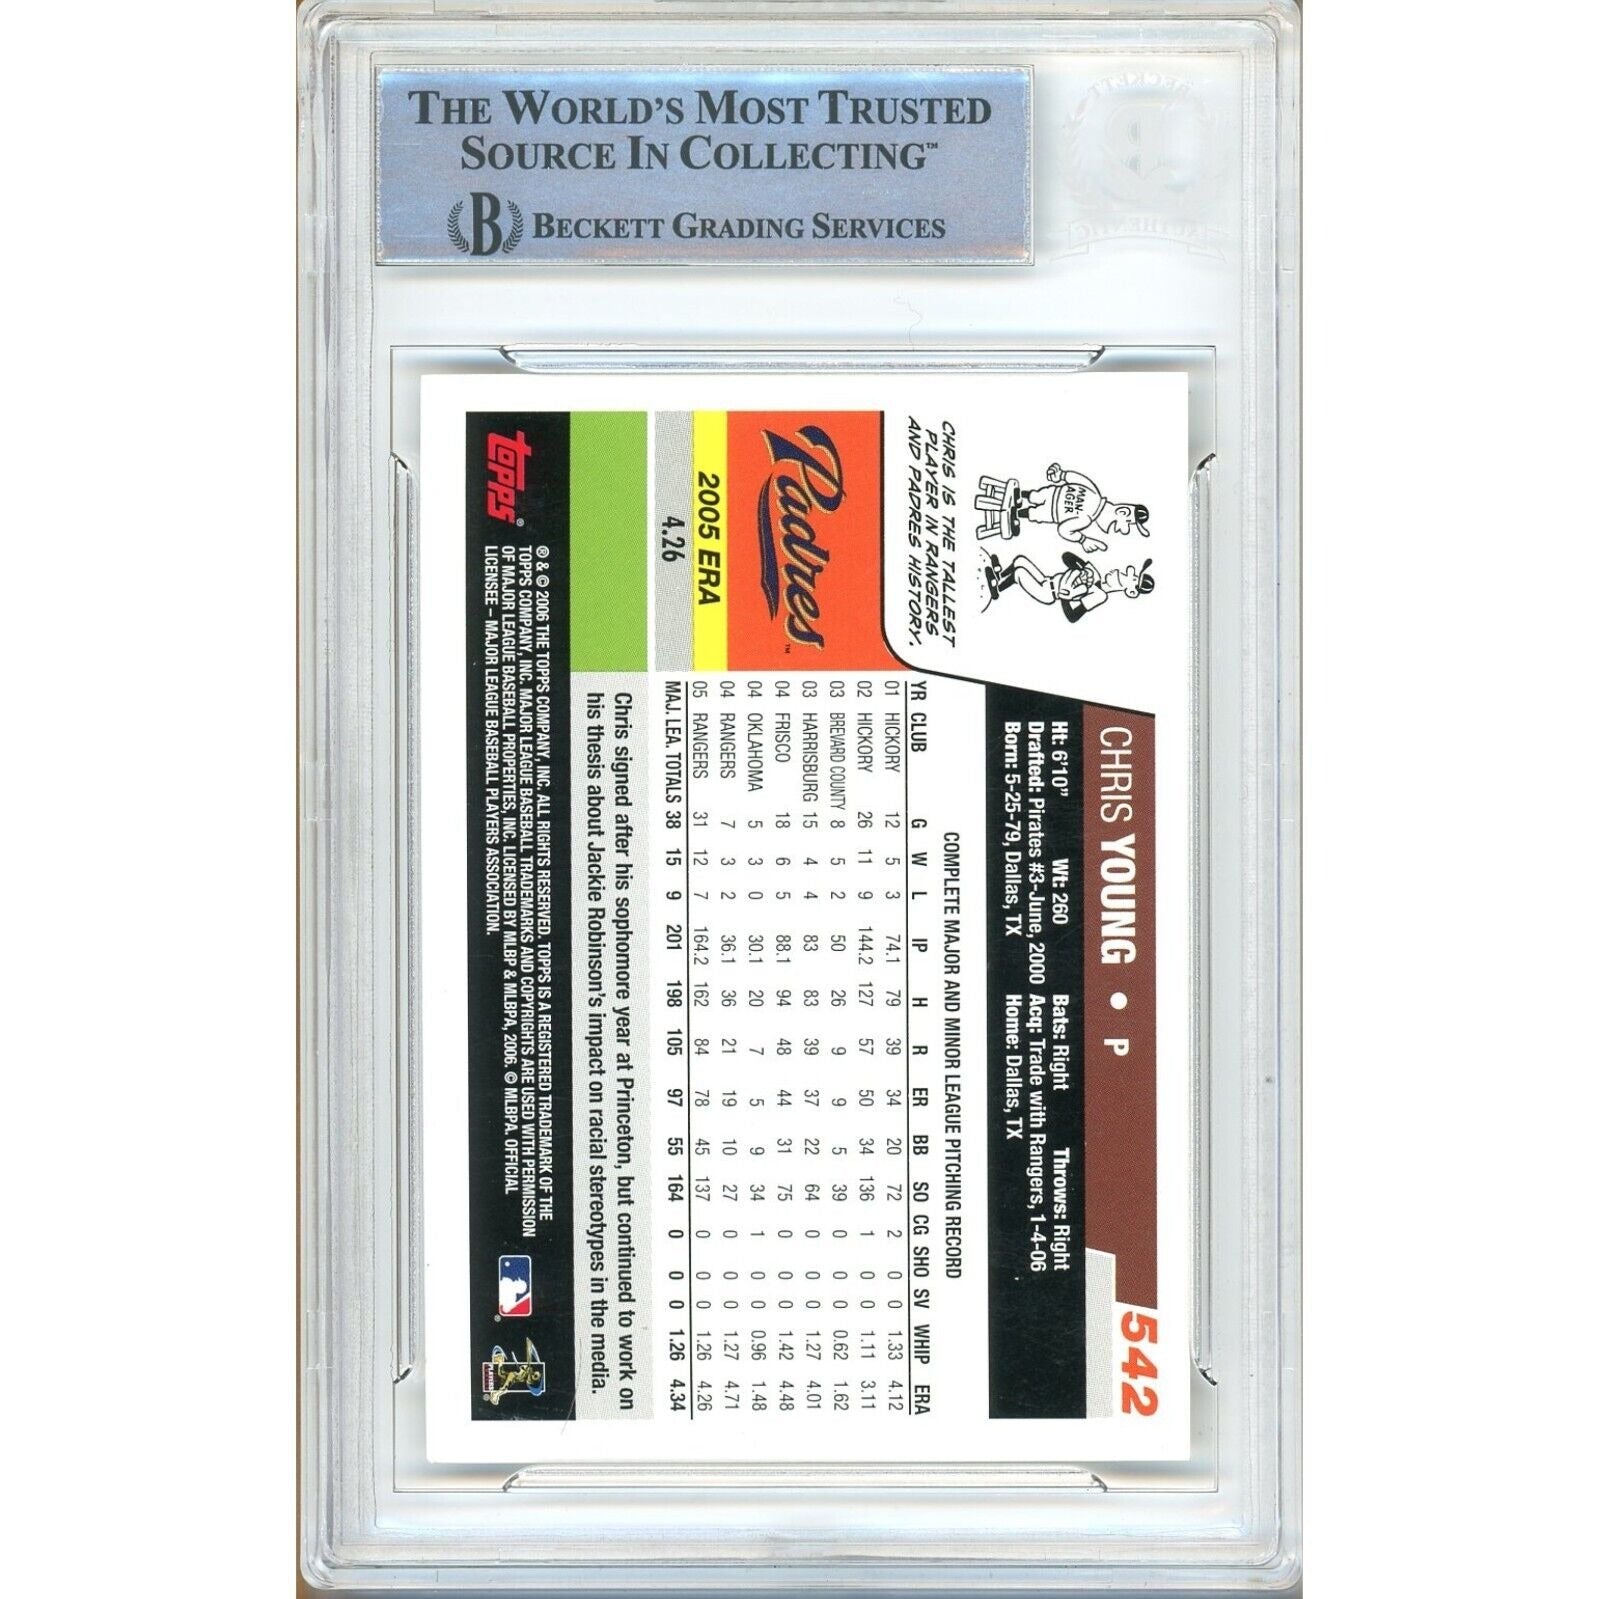 THE WORLD'S MOST TRUSTED
SOURCE IN COLLECTING™
B BECKETT GRADING SERVICES
CHRIS YOUNG • P
542
Ht: 6'10" Wt: 260 Bats: Right Throws: Right
Drafted: Pirates #3-June, 2000 Acq: Trade with Rangers, 1-4-06
Born: 5-25-79, Dallas, TX Home: Dallas, TX
MAN-
AGER
CHRIS IS THE TALLEST
PLAYER IN RANGERS
AND PADRES HISTORY.
COMPLETE MAJOR AND MINOR LEAGUE PITCHING RECORD
YR CLUB G W L IP H R ER BB SO CG SHO SV WHIP ERA
01 HICKORY 12 5 3 74.1 79 39 34 20 72 2 0 0 1.33 4.12
02 HICKORY 26 11 9 144.2 127 57 50 34 136 1 0 0 1.11 3.11
03 BREVARD COUNTY 8 5 2 50 26 9 9 5 39 0 0 0 0.62 1.62
03 HARRISBURG 15 4 4 83 83 39 37 22 64 0 0 0 1.27 4.01
04 FRISCO 18 6 5 88.1 94 48 44 31 75 0 0 0 1.42 4.48
04 OKLAHOMA 5 3 0 30.1 20 7 5 9 34 1 0 0 0.96 1.48
04 RANGERS 7 3 2 36.1 36 21 19 10 27 0 0 0 1.27 4.71
05 RANGERS 31 12 7 164.2 162 84 78 45 137 0 0 0 1.26 4.26
MAJ. LEA. TOTALS 38 15 9 201 198 105 97 55 164 0 0 0 1.26 4.34
Padres™
2005 ERA
4.26
Chris signed after his sophomore year at Princeton, but continued to work on
his thesis about Jackie Robinson's impact on racial stereotypes in the media.
topps®
® & © 2006 THE TOPPS COMPANY, INC. ALL RIGHTS RESERVED. TOPPS IS A REGISTERED TRADEMARK OF THE
TOPPS COMPANY, INC. MAJOR LEAGUE BASEBALL TRADEMARKS AND COPYRIGHTS ARE USED WITH PERMISSION
OF MAJOR LEAGUE BASEBALL PROPERTIES, INC. LICENSED BY MLBP & MLBPA, 2006. © MLBPA. OFFICIAL
LICENSEE – MAJOR LEAGUE BASEBALL PLAYERS ASSOCIATION.